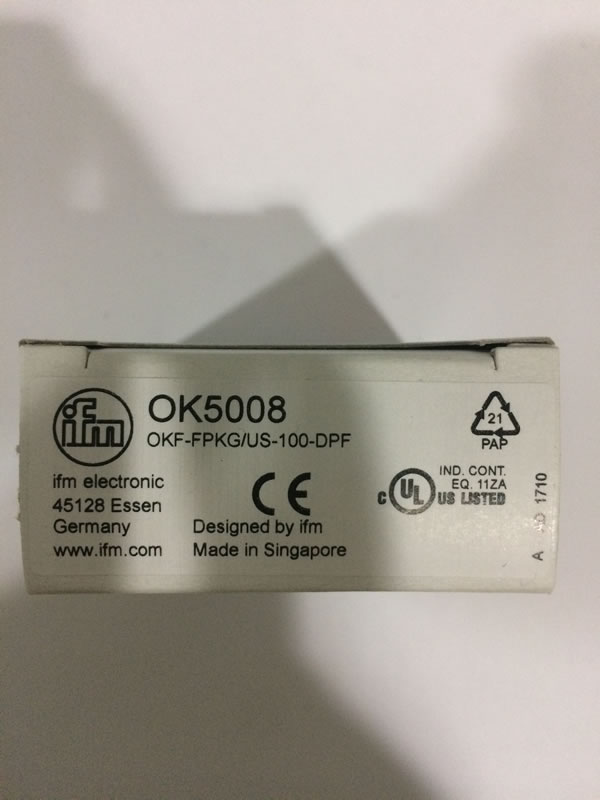 ifm
OK5008
OKF-FPKG/US-100-DPF
ifm electronic
45128 Essen
Germany
www.ifm.com
CE
Designed by ifm
Made in Singapore
21
PAP
IND. CONT.
EQ. 11ZA
C UL US LISTED
A 1710